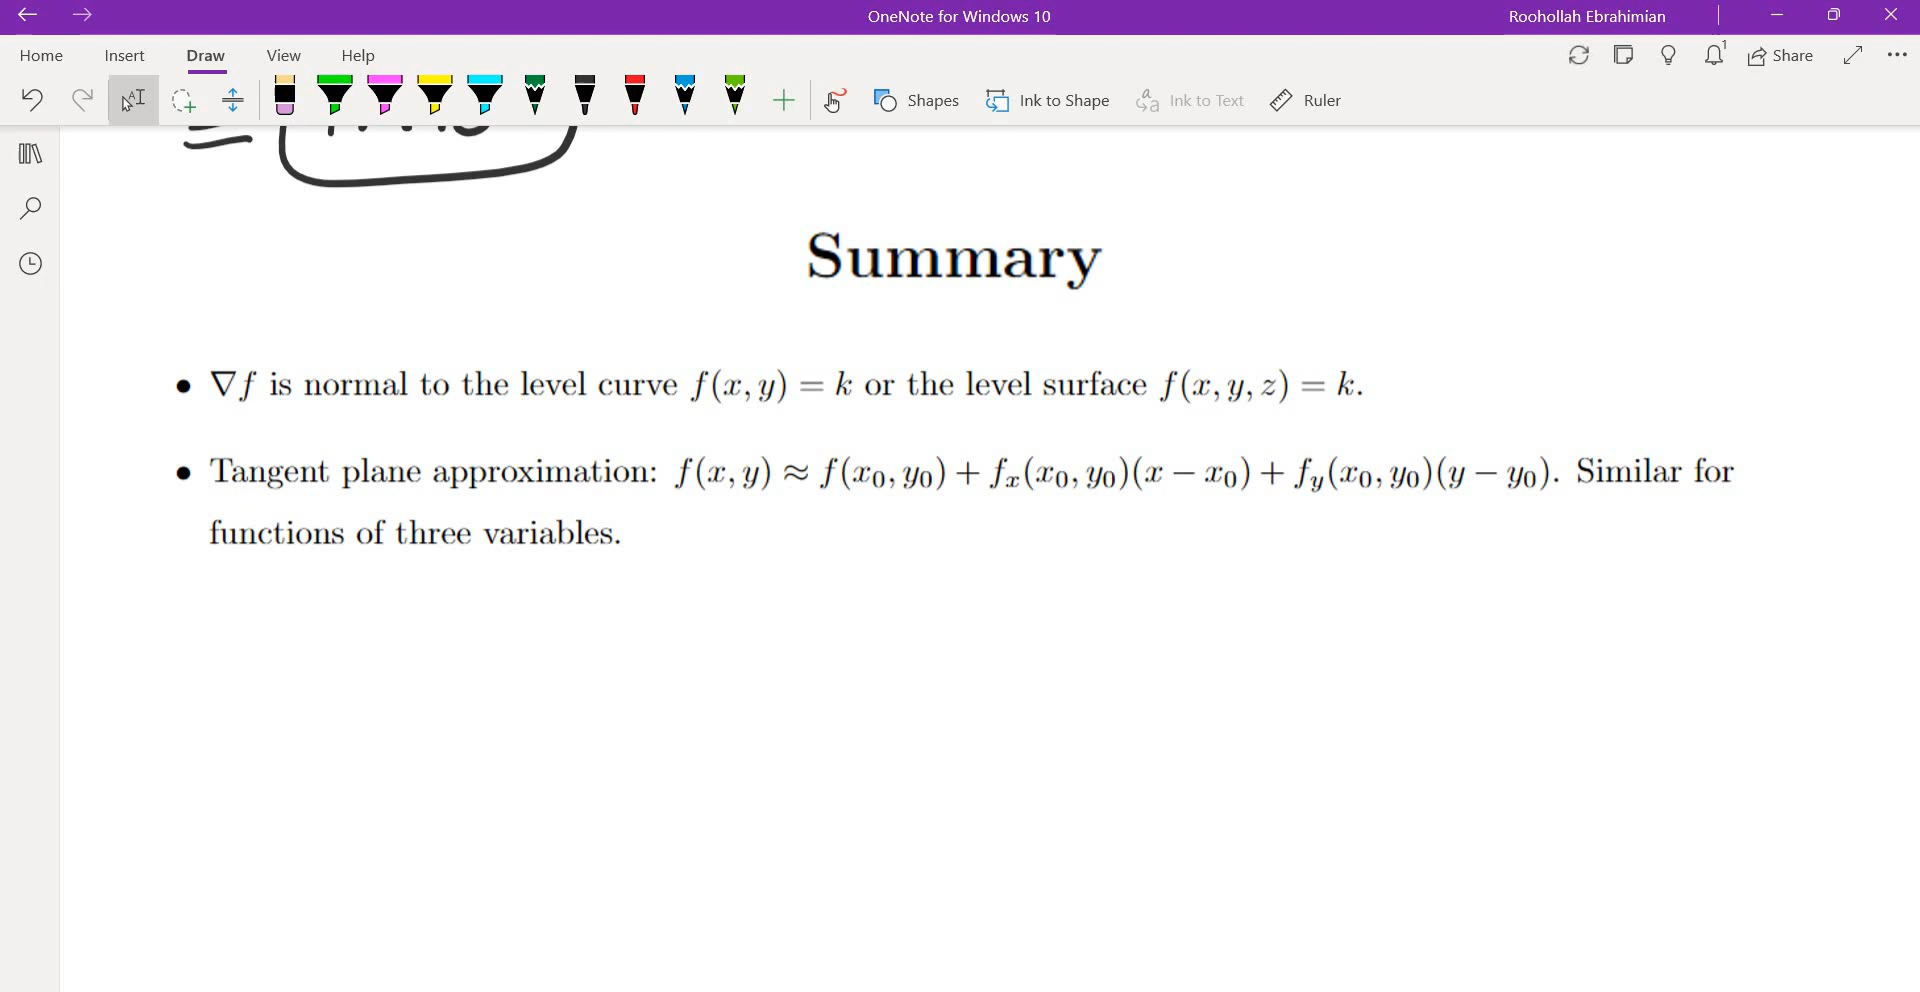 OneNote for Windows 10
Roohollah Ebrahimian
Home Insert Draw View Help
1
Share
Shapes Ink to Shape Ink to Text Ruler
Summary
• ∇f is normal to the level curve f(x, y) = k or the level surface f(x, y, z) = k.
• Tangent plane approximation: f(x, y) ≈ f(x₀, y₀) + fₓ(x₀, y₀)(x − x₀) + f_y(x₀, y₀)(y − y₀). Similar for
functions of three variables.